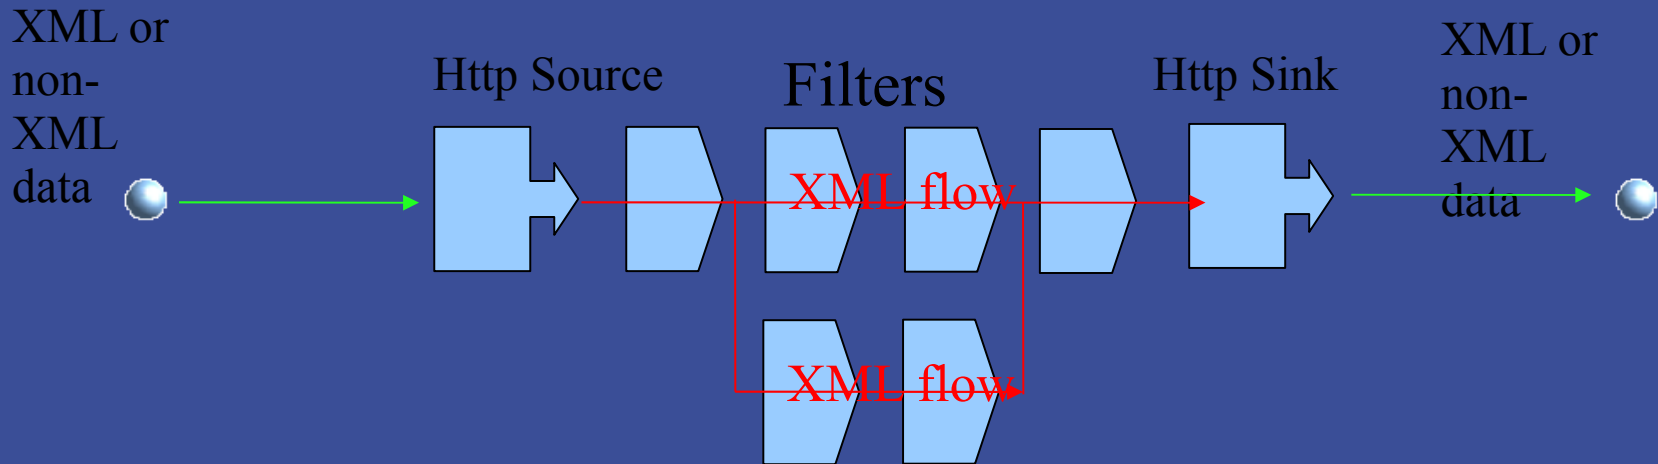 XML or
non-
XML
data
Http Source
Filters
Http Sink
XML or
non-
XML
data
XML flow
XML flow